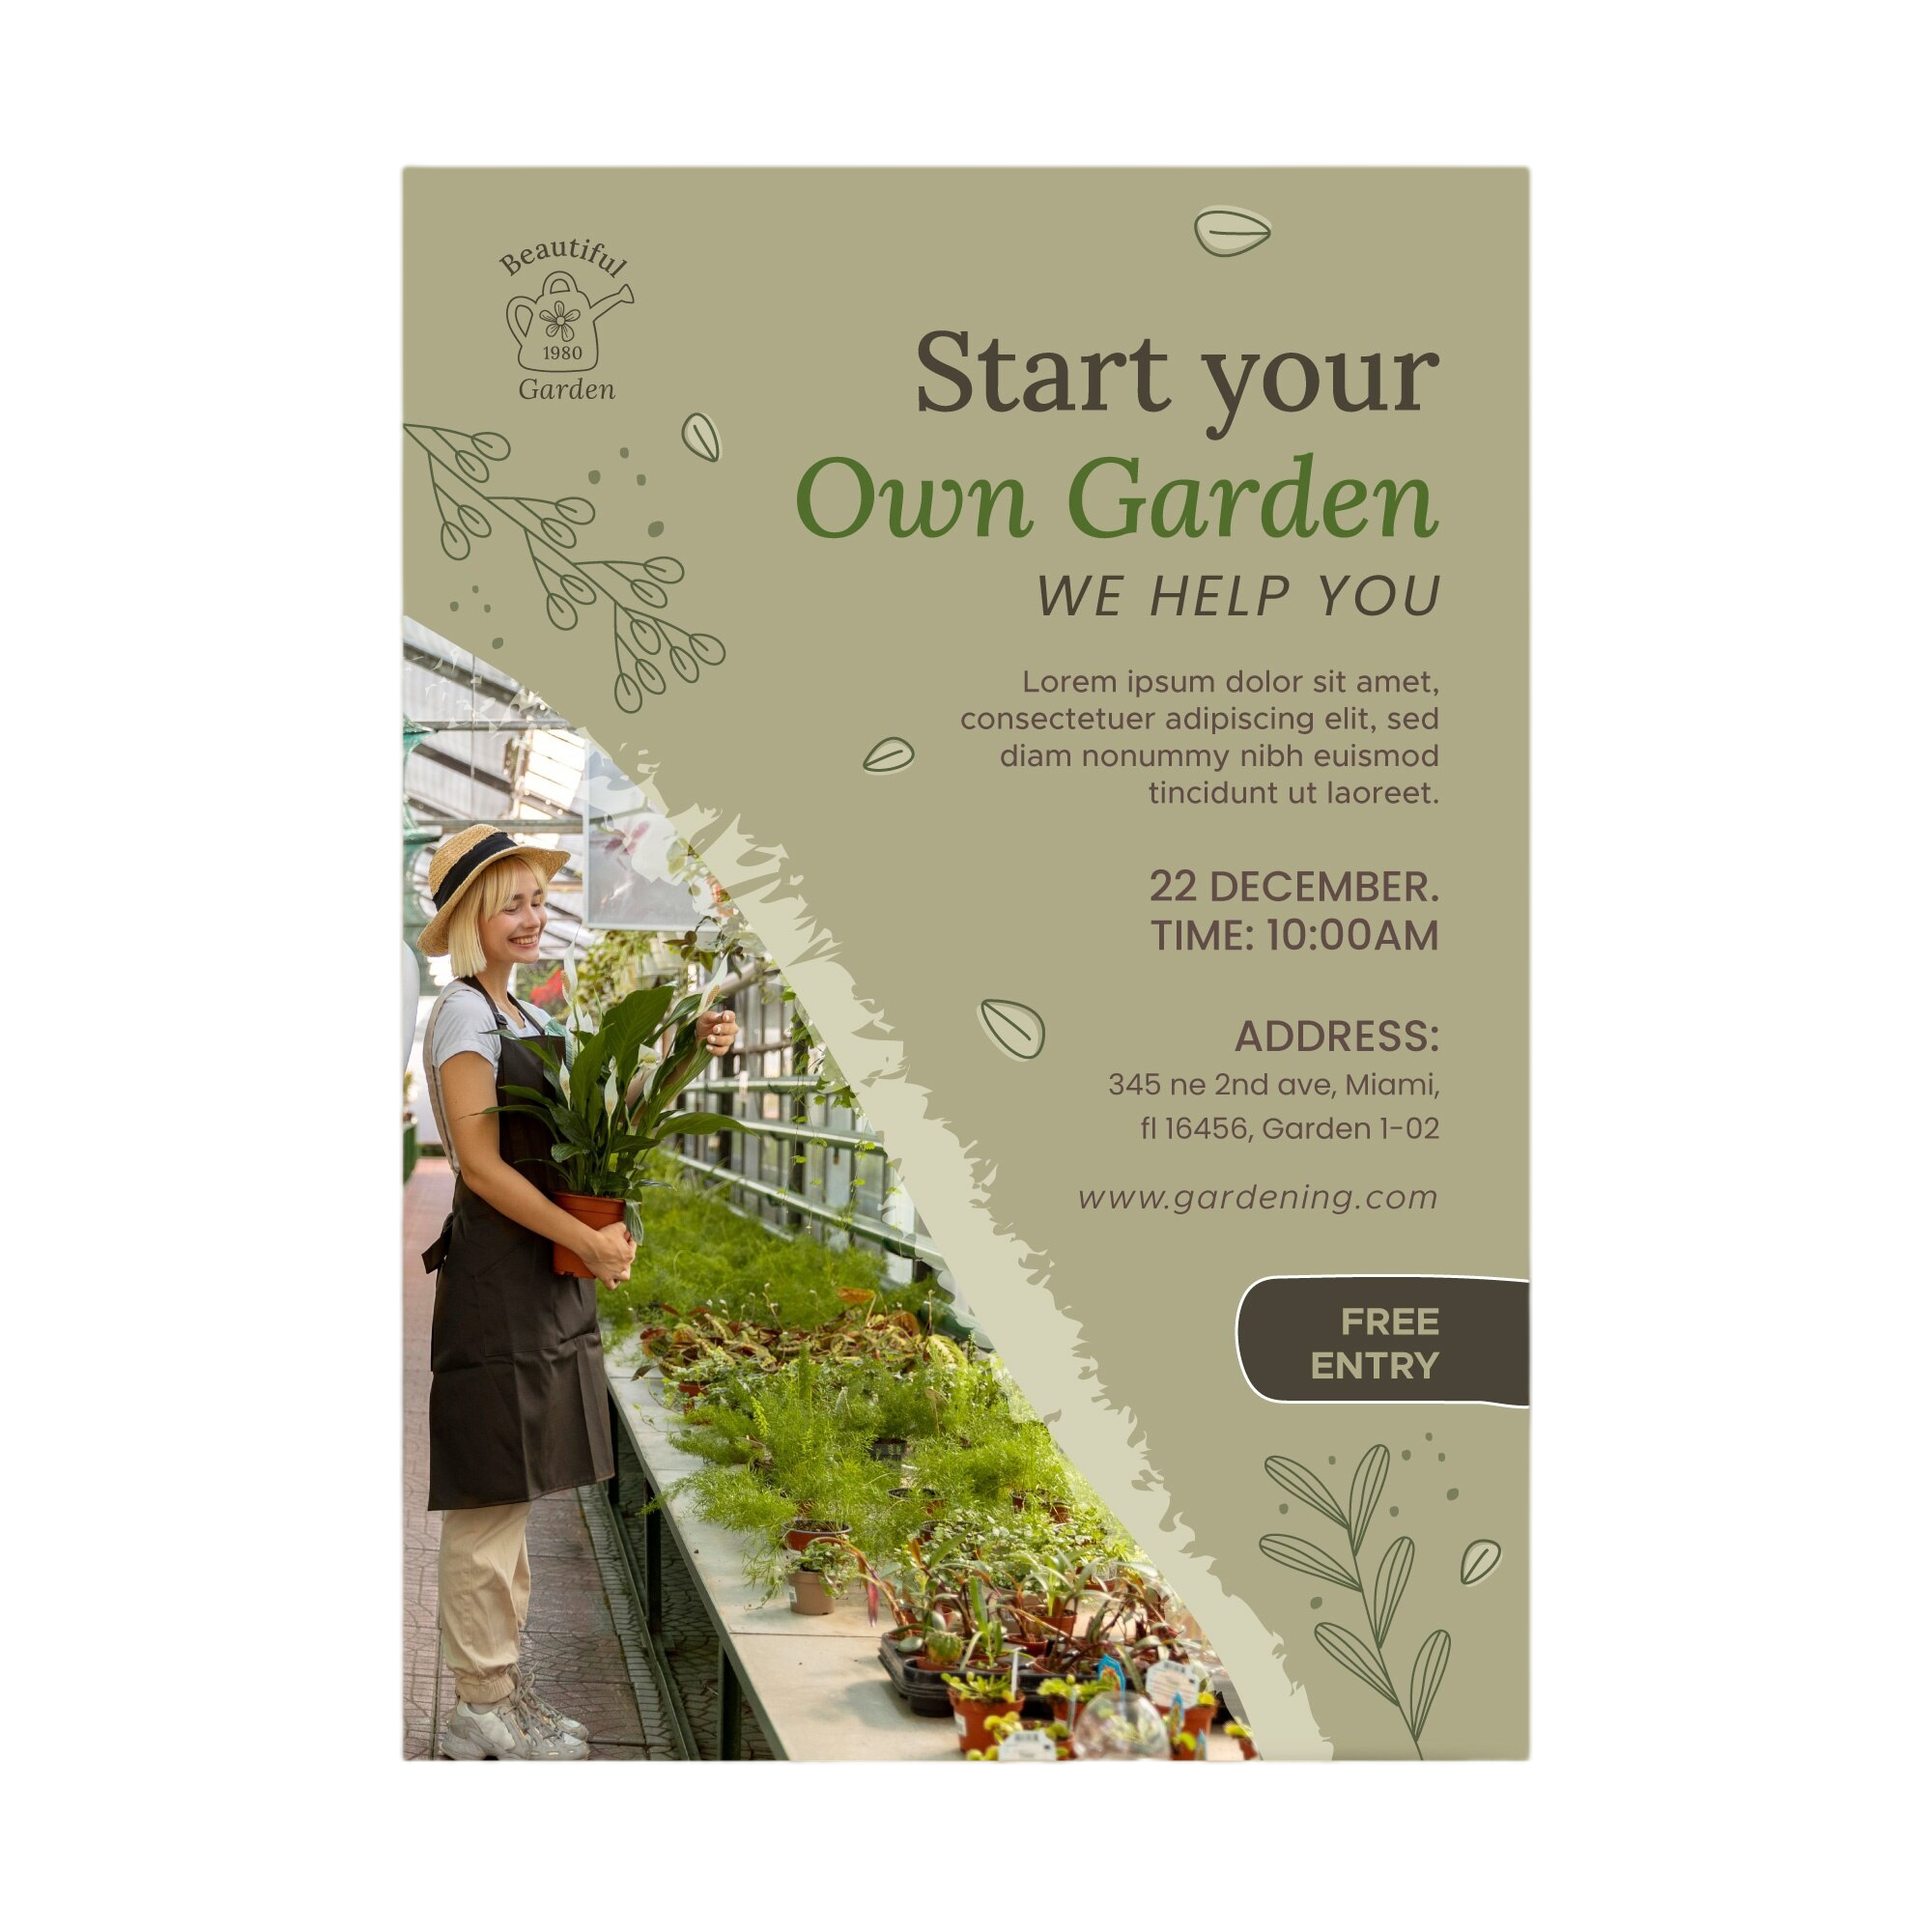 Beautiful
1980
Garden
Start your
Own Garden
WE HELP YOU
Lorem ipsum dolor sit amet,
consectetuer adipiscing elit, sed
diam nonummy nibh euismod
tincidunt ut laoreet.
22 DECEMBER.
TIME: 10:00AM
ADDRESS:
345 ne 2nd ave, Miami,
fl 16456, Garden 1-02
www.gardening.com
FREE
ENTRY